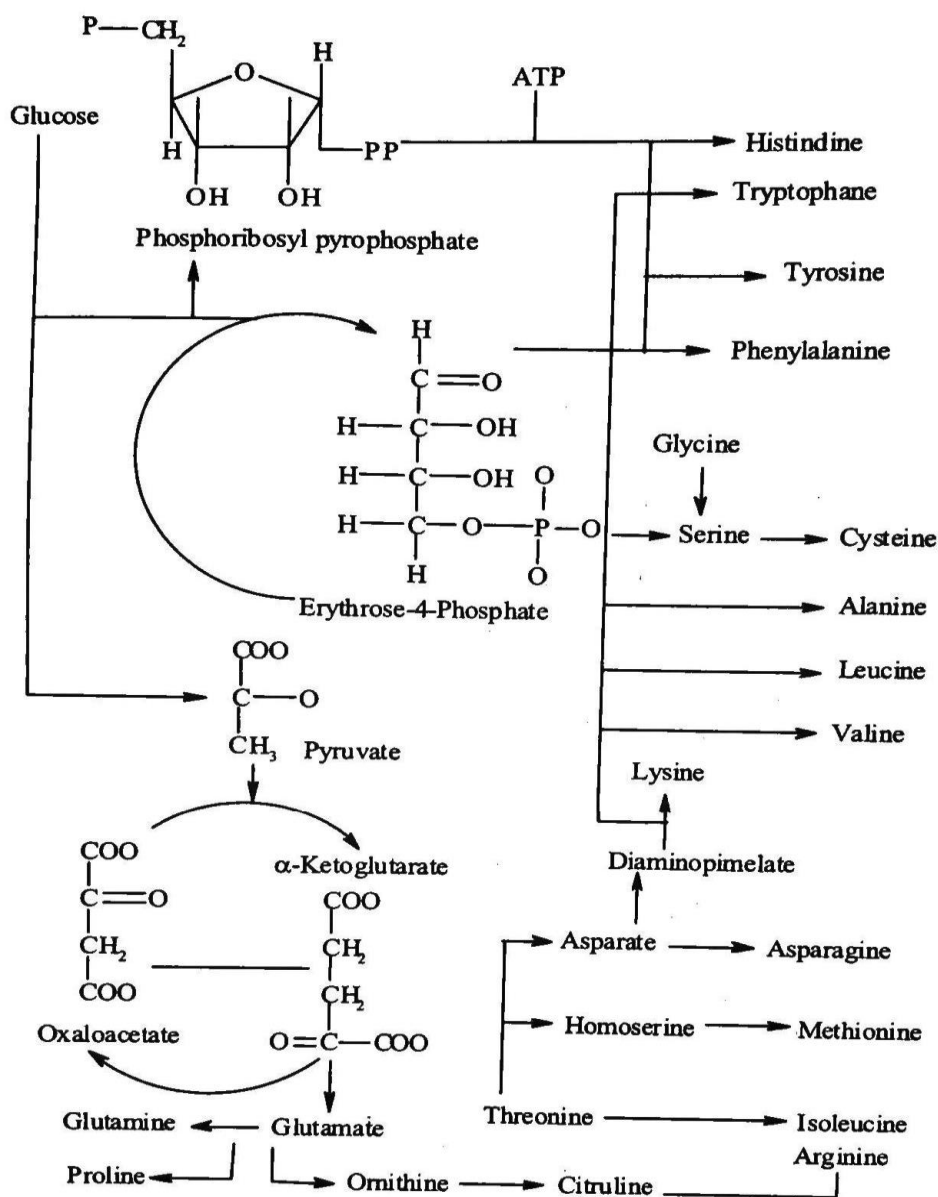 P—CH₂
H
O
ATP
Glucose
H
PP
Histindine
OH OH
Tryptophane
Phosphoribosyl pyrophosphate
Tyrosine
H
Phenylalanine
C=O
H—C—OH
Glycine
H—C—OH
O
H—C—O—P—O
Serine
Cysteine
H
O
Erythrose-4-Phosphate
Alanine
COO
Leucine
C—O
CH₃
Pyruvate
Valine
Lysine
COO
α-Ketoglutarate
Diaminopimelate
C=O
COO
CH₂
CH₂
Asparate
Asparagine
COO
CH₂
Oxaloacetate
O=C—COO
Homoserine
Methionine
Glutamine
Glutamate
Threonine
Isoleucine
Arginine
Proline
Ornithine
Citruline